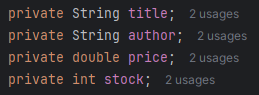 private String title;  2 usages
private String author;  2 usages
private double price;  2 usages
private int stock;  2 usages